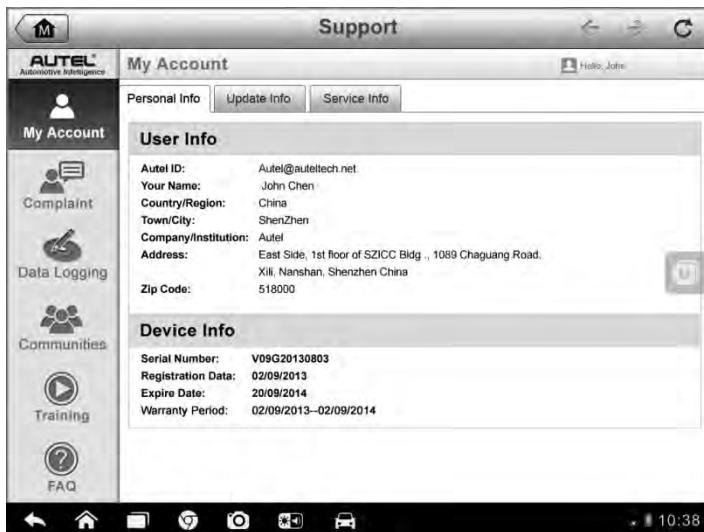 M
Support
AUTEL®
Automotive Intelligence
My Account
Hello, John
My Account
Complaint
Data Logging
Communities
Training
FAQ
Personal Info
Update Info
Service Info
User Info
Autel ID: Autel@auteltech.net
Your Name: John Chen
Country/Region: China
Town/City: ShenZhen
Company/Institution: Autel
Address: East Side, 1st floor of SZICC Bldg ., 1089 Chaguang Road.
Xili, Nanshan, Shenzhen China
Zip Code: 518000
Device Info
Serial Number: V09G20130803
Registration Data: 02/09/2013
Expire Date: 20/09/2014
Warranty Period: 02/09/2013--02/09/2014
10:38